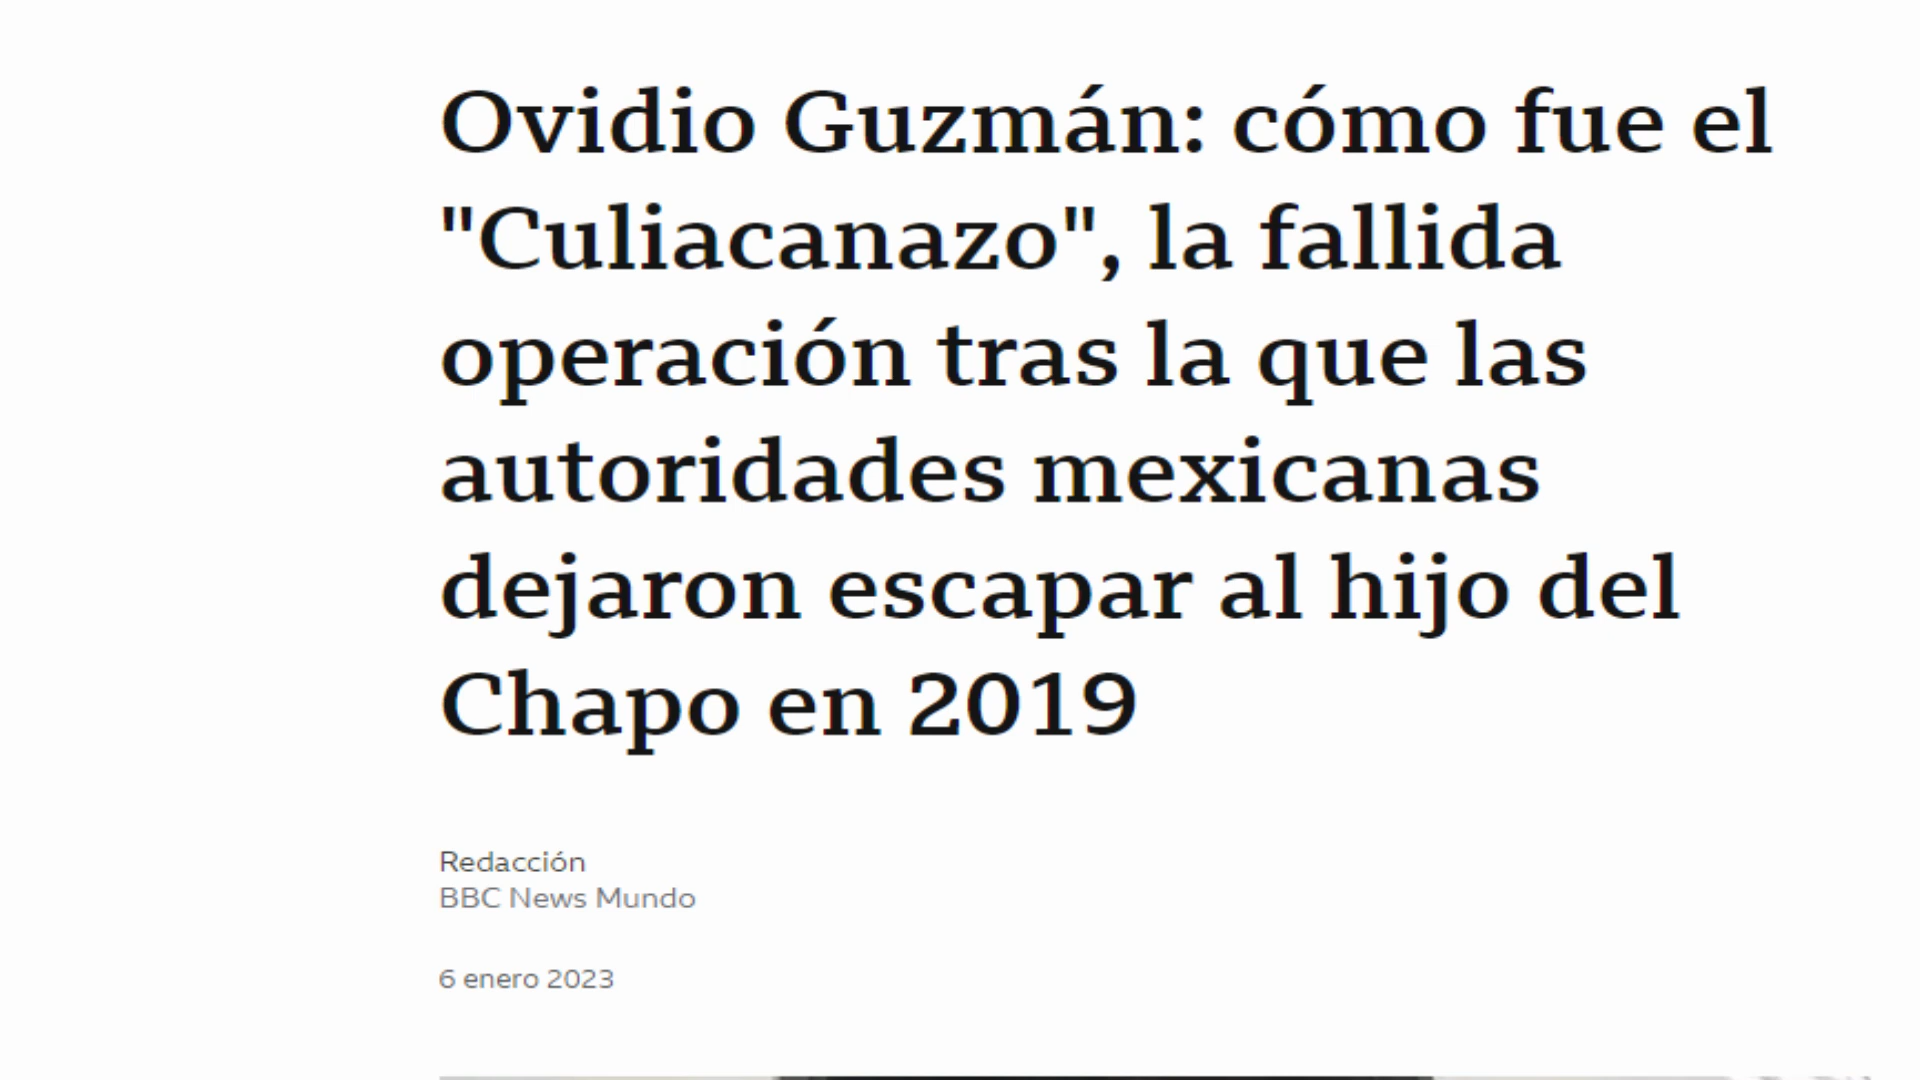 Ovidio Guzmán: cómo fue el
"Culiacanazo", la fallida
operación tras la que las
autoridades mexicanas
dejaron escapar al hijo del
Chapo en 2019
Redacción
BBC News Mundo
6 enero 2023